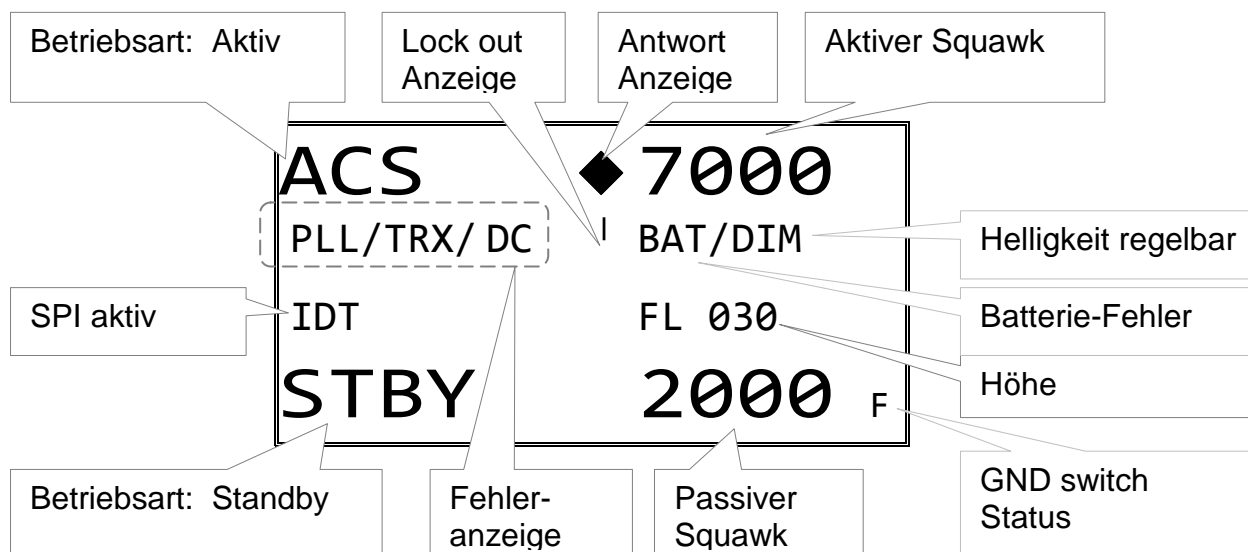 Betriebsart: Aktiv
Lock out
Anzeige
Antwort
Anzeige
Aktiver Squawk
ACS ◆ 7000
PLL/TRX/ DC I BAT/DIM
Helligkeit regelbar
SPI aktiv
IDT FL 030
Batterie-Fehler
Höhe
STBY 2000 F
Betriebsart: Standby
Fehler-
anzeige
Passiver
Squawk
GND switch
Status